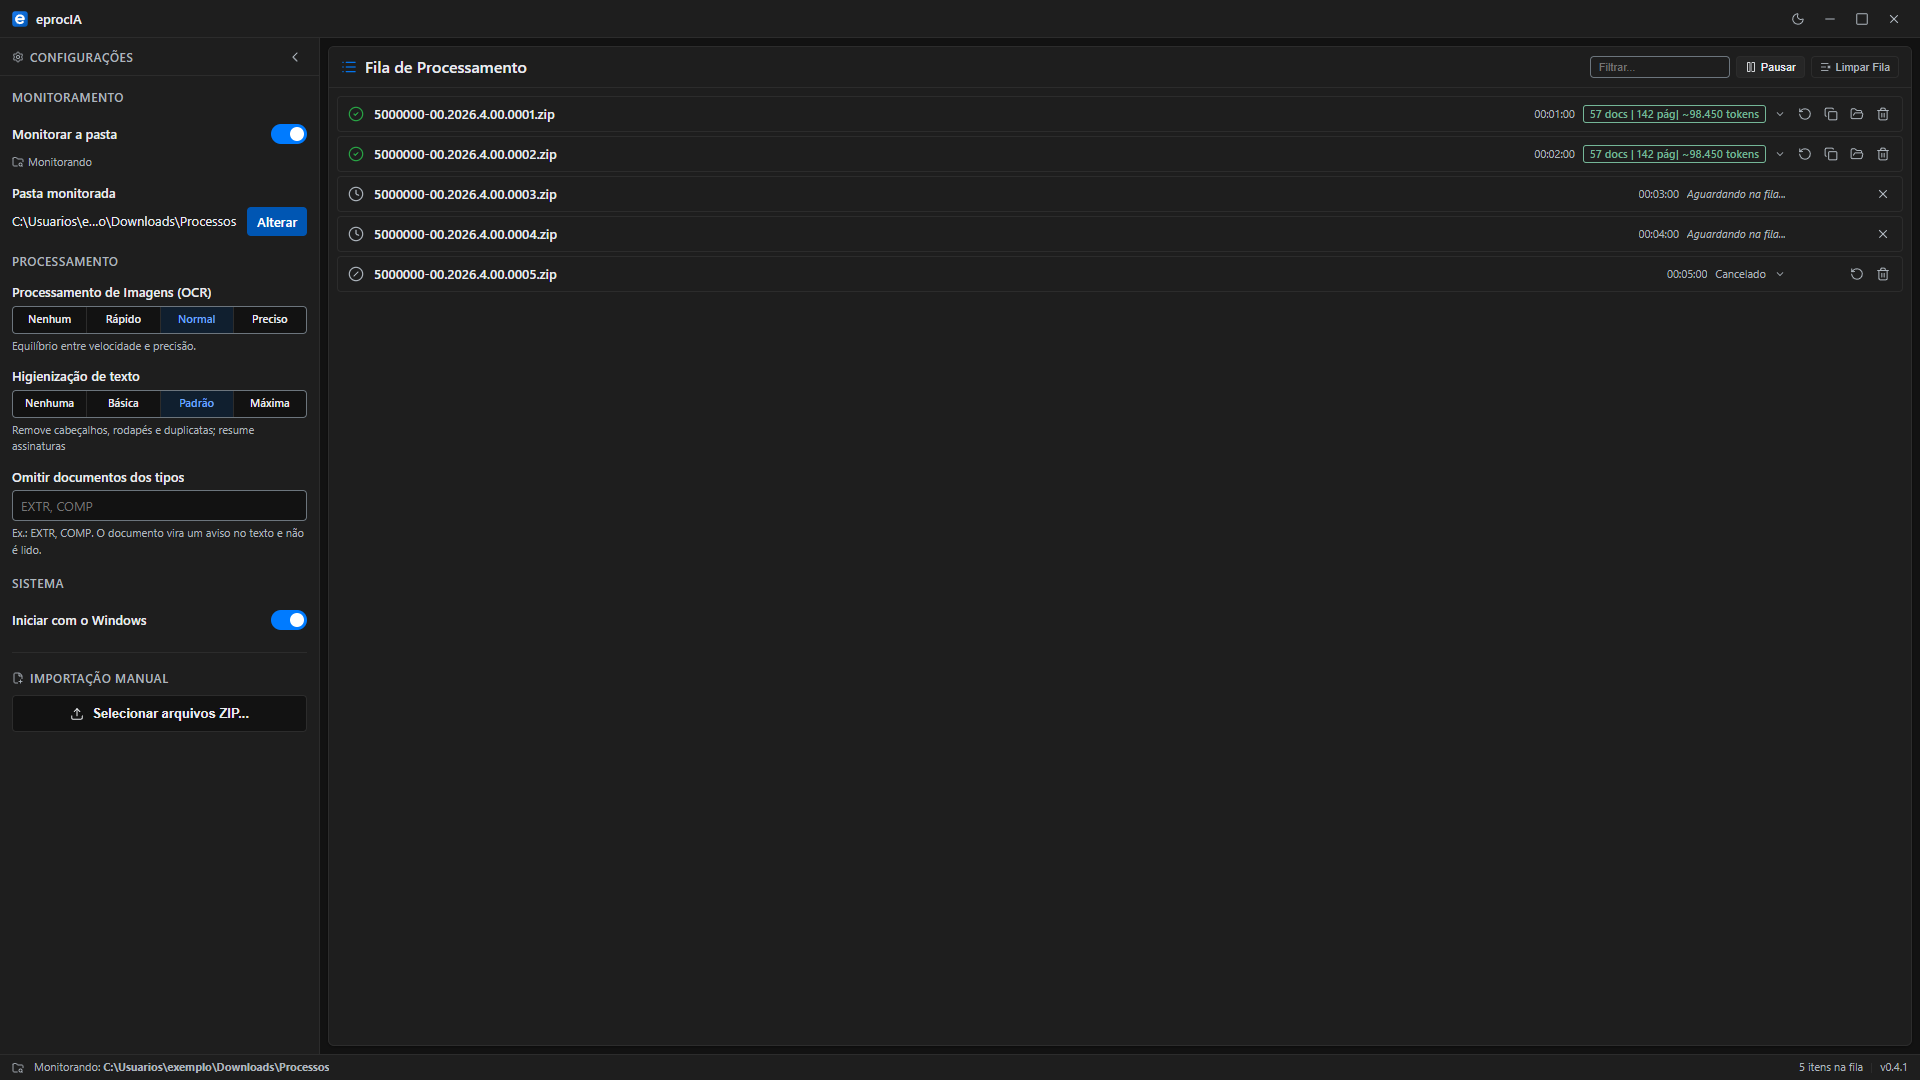 eprocIA
CONFIGURAÇÕES
MONITORAMENTO
Monitorar a pasta
Monitorando
Pasta monitorada
C:\Usuarios\e...o\Downloads\Processos
Alterar
PROCESSAMENTO
Processamento de Imagens (OCR)
Nenhum Rápido Normal Preciso
Equilíbrio entre velocidade e precisão.
Higienização de texto
Nenhuma Básica Padrão Máxima
Remove cabeçalhos, rodapés e duplicatas; resume
assinaturas
Omitir documentos dos tipos
EXTR, COMP
Ex.: EXTR, COMP. O documento vira um aviso no texto e não
é lido.
SISTEMA
Iniciar com o Windows
IMPORTAÇÃO MANUAL
Selecionar arquivos ZIP...
Fila de Processamento
Filtrar...
Pausar
Limpar Fila
5000000-00.2026.4.00.0001.zip 00:01:00 57 docs | 142 pág| ~98.450 tokens
5000000-00.2026.4.00.0002.zip 00:02:00 57 docs | 142 pág| ~98.450 tokens
5000000-00.2026.4.00.0003.zip 00:03:00 Aguardando na fila...
5000000-00.2026.4.00.0004.zip 00:04:00 Aguardando na fila...
5000000-00.2026.4.00.0005.zip 00:05:00 Cancelado
Monitorando: C:\Usuarios\exemplo\Downloads\Processos
5 itens na fila
v0.4.1